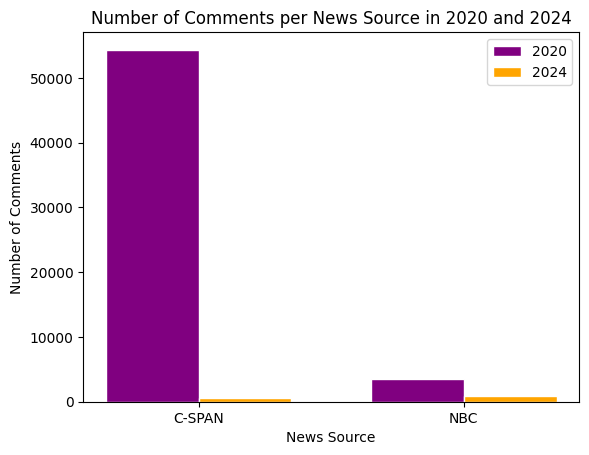 Number of Comments per News Source in 2020 and 2024
2020
2024
Number of Comments
50000
40000
30000
20000
10000
0
C-SPAN
NBC
News Source